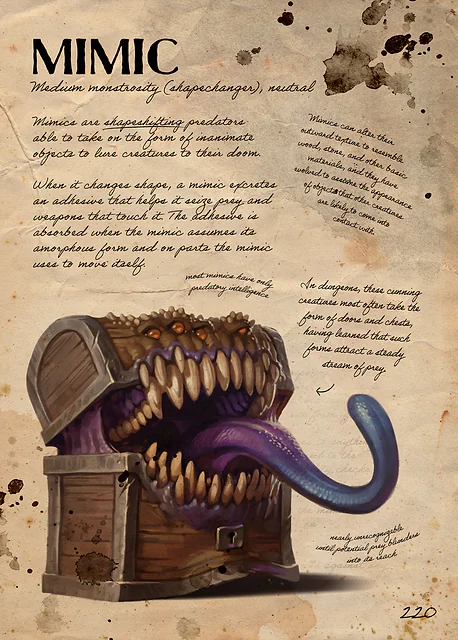 MIMIC
Medium monstrosity (shapechanger), neutral
Mimics are shapeshifting predators
able to take on the form of inanimate
objects to lure creatures to their doom.
Mimics can alter their
outward texture to resemble
wood, stone, and other basic
materials, and they have
evolved to assume the appearance
of objects that other creatures
are likely to come into
contact with.
When it changes shape, a mimic excretes
an adhesive that helps it seize prey and
weapons that touch it. The adhesive is
absorbed when the mimic assumes its
amorphous form and on parts the mimic
uses to move itself.
most mimics have only
predatory intelligence
In dungeons, these cunning
creatures most often take the
form of doors and chests,
having learned that such
forms attract a steady
stream of prey.
nearly unrecognizable
until potential prey blunders
into its reach
220